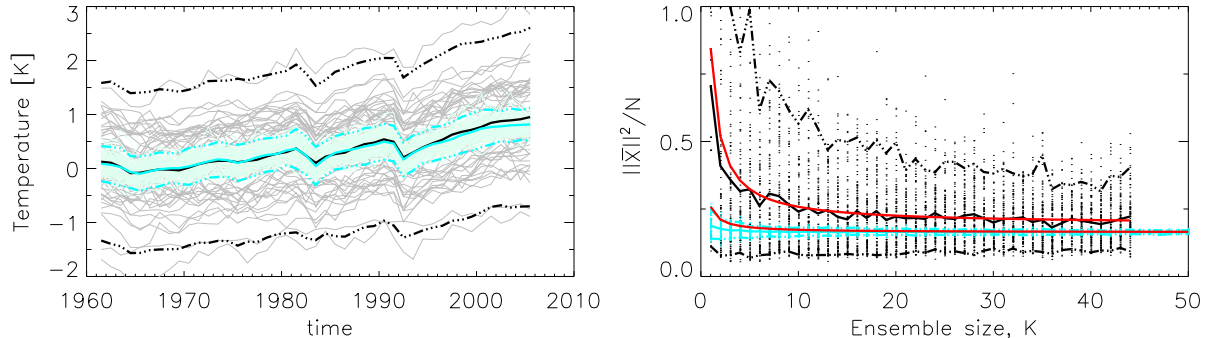 3
2
1
0
−1
−2
Temperature [K]
1960 1970 1980 1990 2000 2010
time
1.0
0.5
0.0
||X̅||²/N
0 10 20 30 40 50
Ensemble size, K